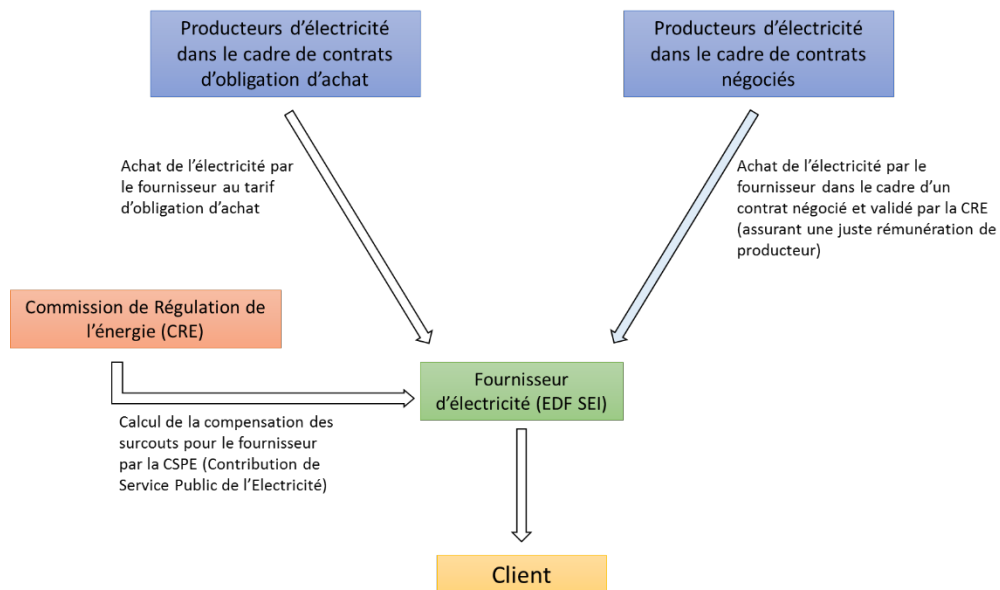 Producteurs d'électricité
dans le cadre de contrats
d'obligation d'achat
Producteurs d'électricité
dans le cadre de contrats
négociés
Achat de l'électricité par
le fournisseur au tarif
d'obligation d'achat
Achat de l'électricité par le
fournisseur dans le cadre d'un
contrat négocié et validé par la CRE
(assurant une juste rémunération de
producteur)
Commission de Régulation de
l'énergie (CRE)
Fournisseur
d'électricité (EDF SEI)
Calcul de la compensation des
surcouts pour le fournisseur
par la CSPE (Contribution de
Service Public de l'Electricité)
Client